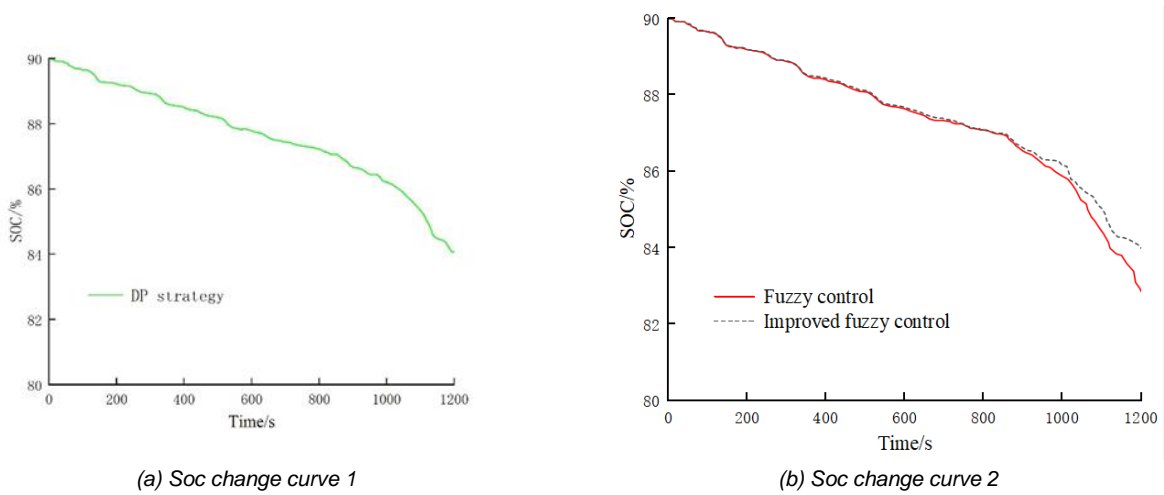 90
88
86
84
82
80
SOC/%
DP strategy
0 200 400 600 800 1000 1200
Time/s
(a) Soc change curve 1
90
88
86
84
82
80
SOC/%
Fuzzy control
Improved fuzzy control
0 200 400 600 800 1000 1200
Time/s
(b) Soc change curve 2